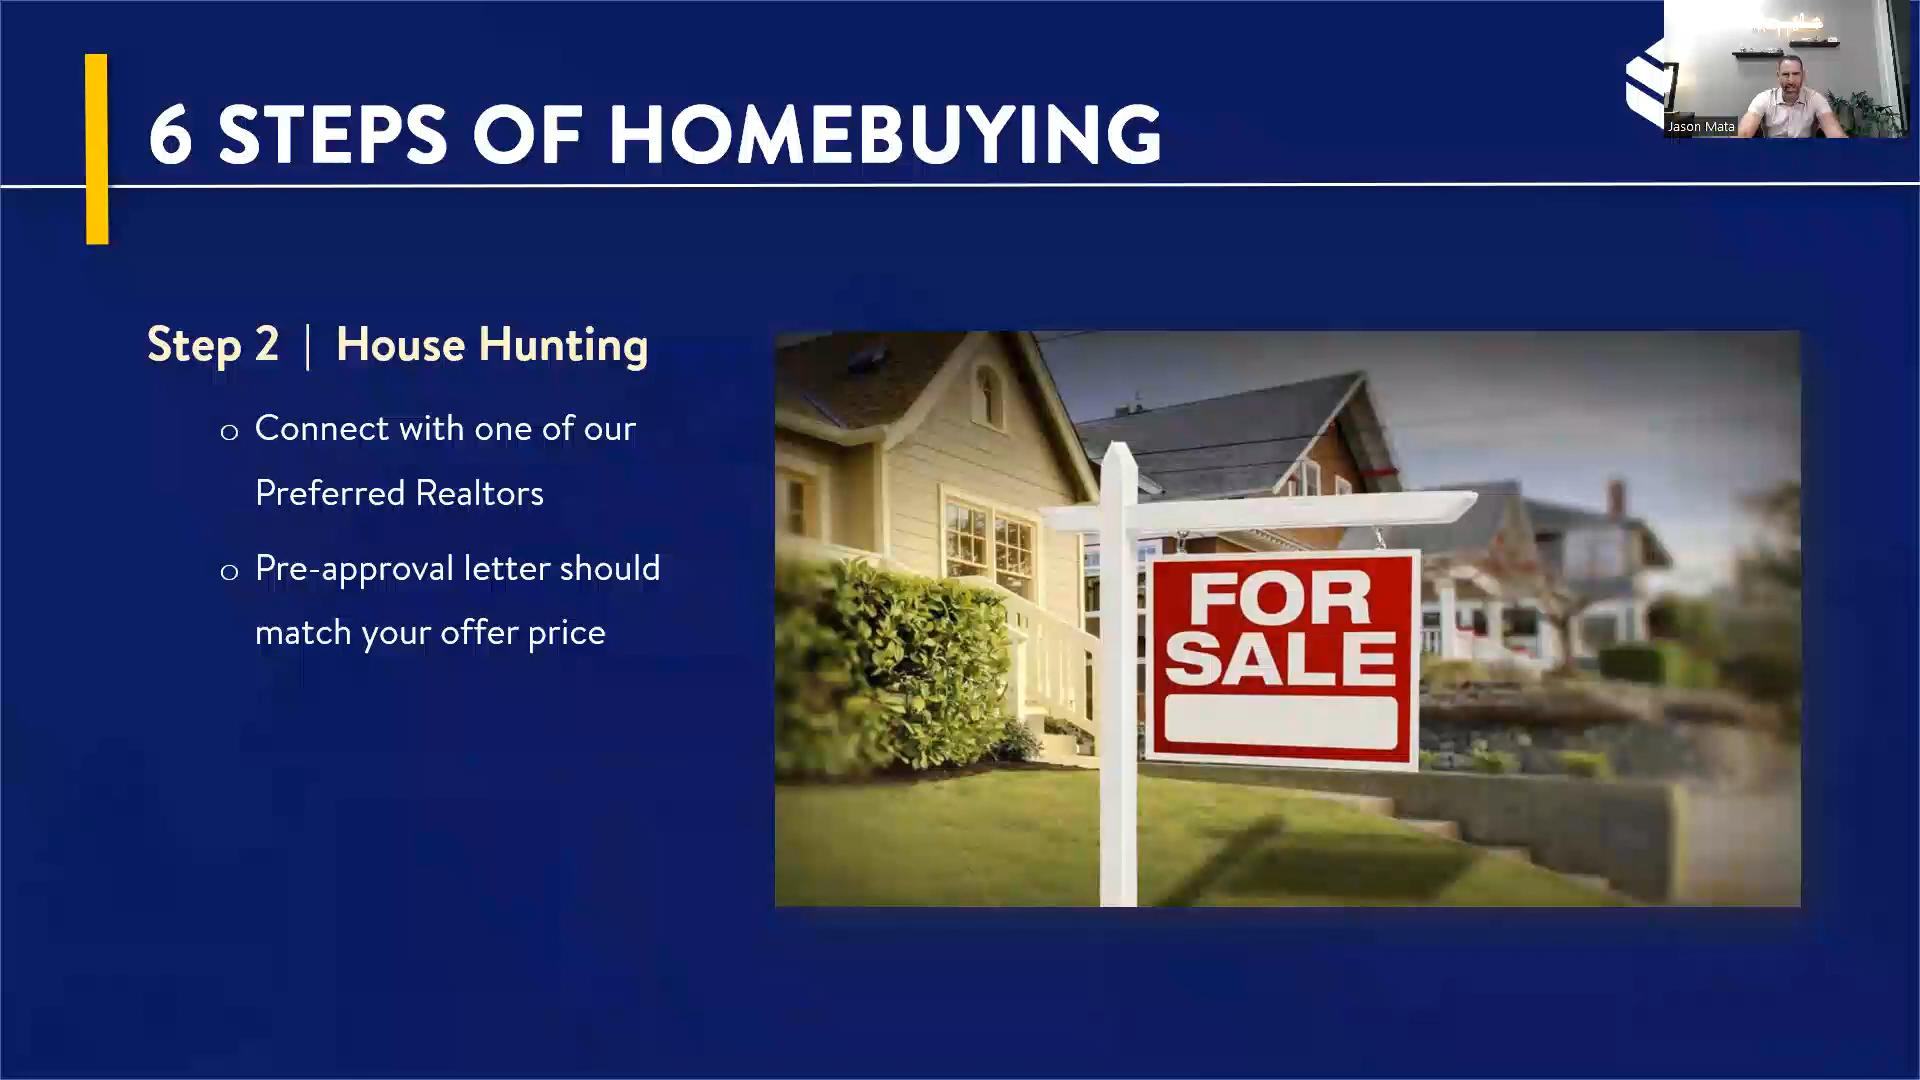 6 STEPS OF HOMEBUYING
Jason Mata
Step 2 | House Hunting
o Connect with one of our
Preferred Realtors
o Pre-approval letter should
match your offer price
FOR
SALE